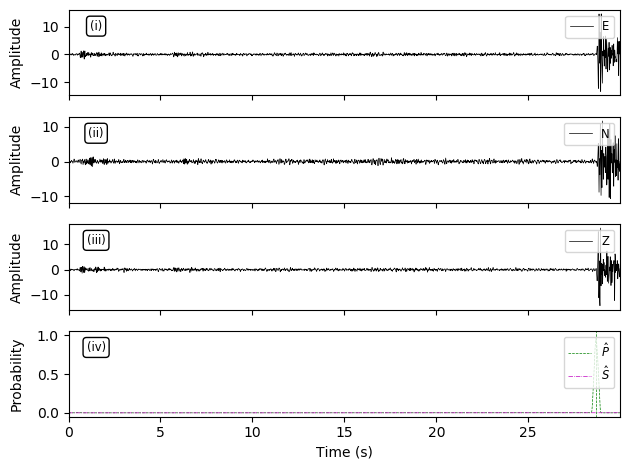 (i)
E
Amplitude
10
0
−10
(ii)
N
Amplitude
10
0
−10
(iii)
Z
Amplitude
10
0
−10
(iv)
P̂
Ŝ
Probability
1.0
0.5
0.0
0 5 10 15 20 25
Time (s)